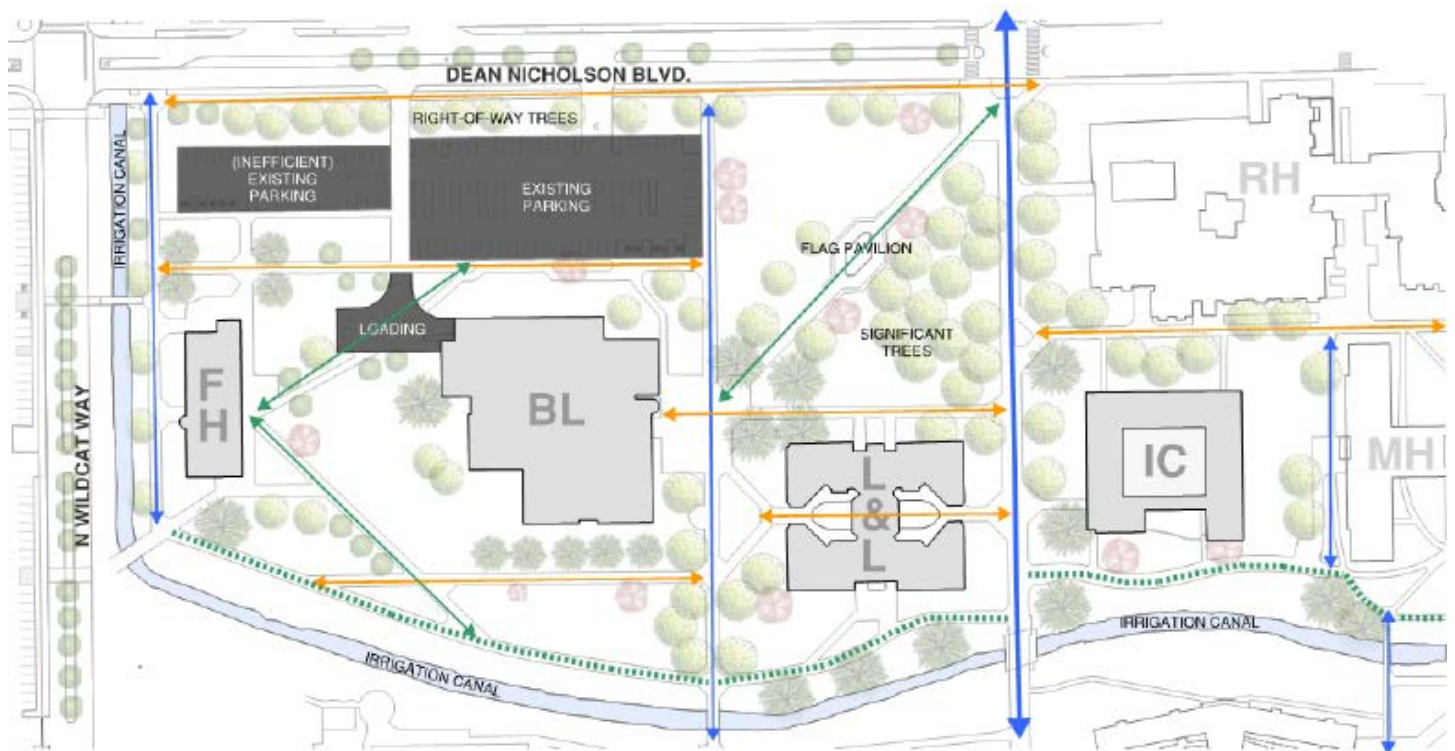 DEAN NICHOLSON BLVD.
RIGHT-OF-WAY TREES
(INEFFICIENT)
EXISTING
PARKING
EXISTING
PARKING
IRRIGATION CANAL
RH
FLAG PAVILION
LOADING
SIGNIFICANT
TREES
F
H
BL
L
&
L
IC
MH
N WILDCAT WAY
IRRIGATION CANAL
IRRIGATION CANAL